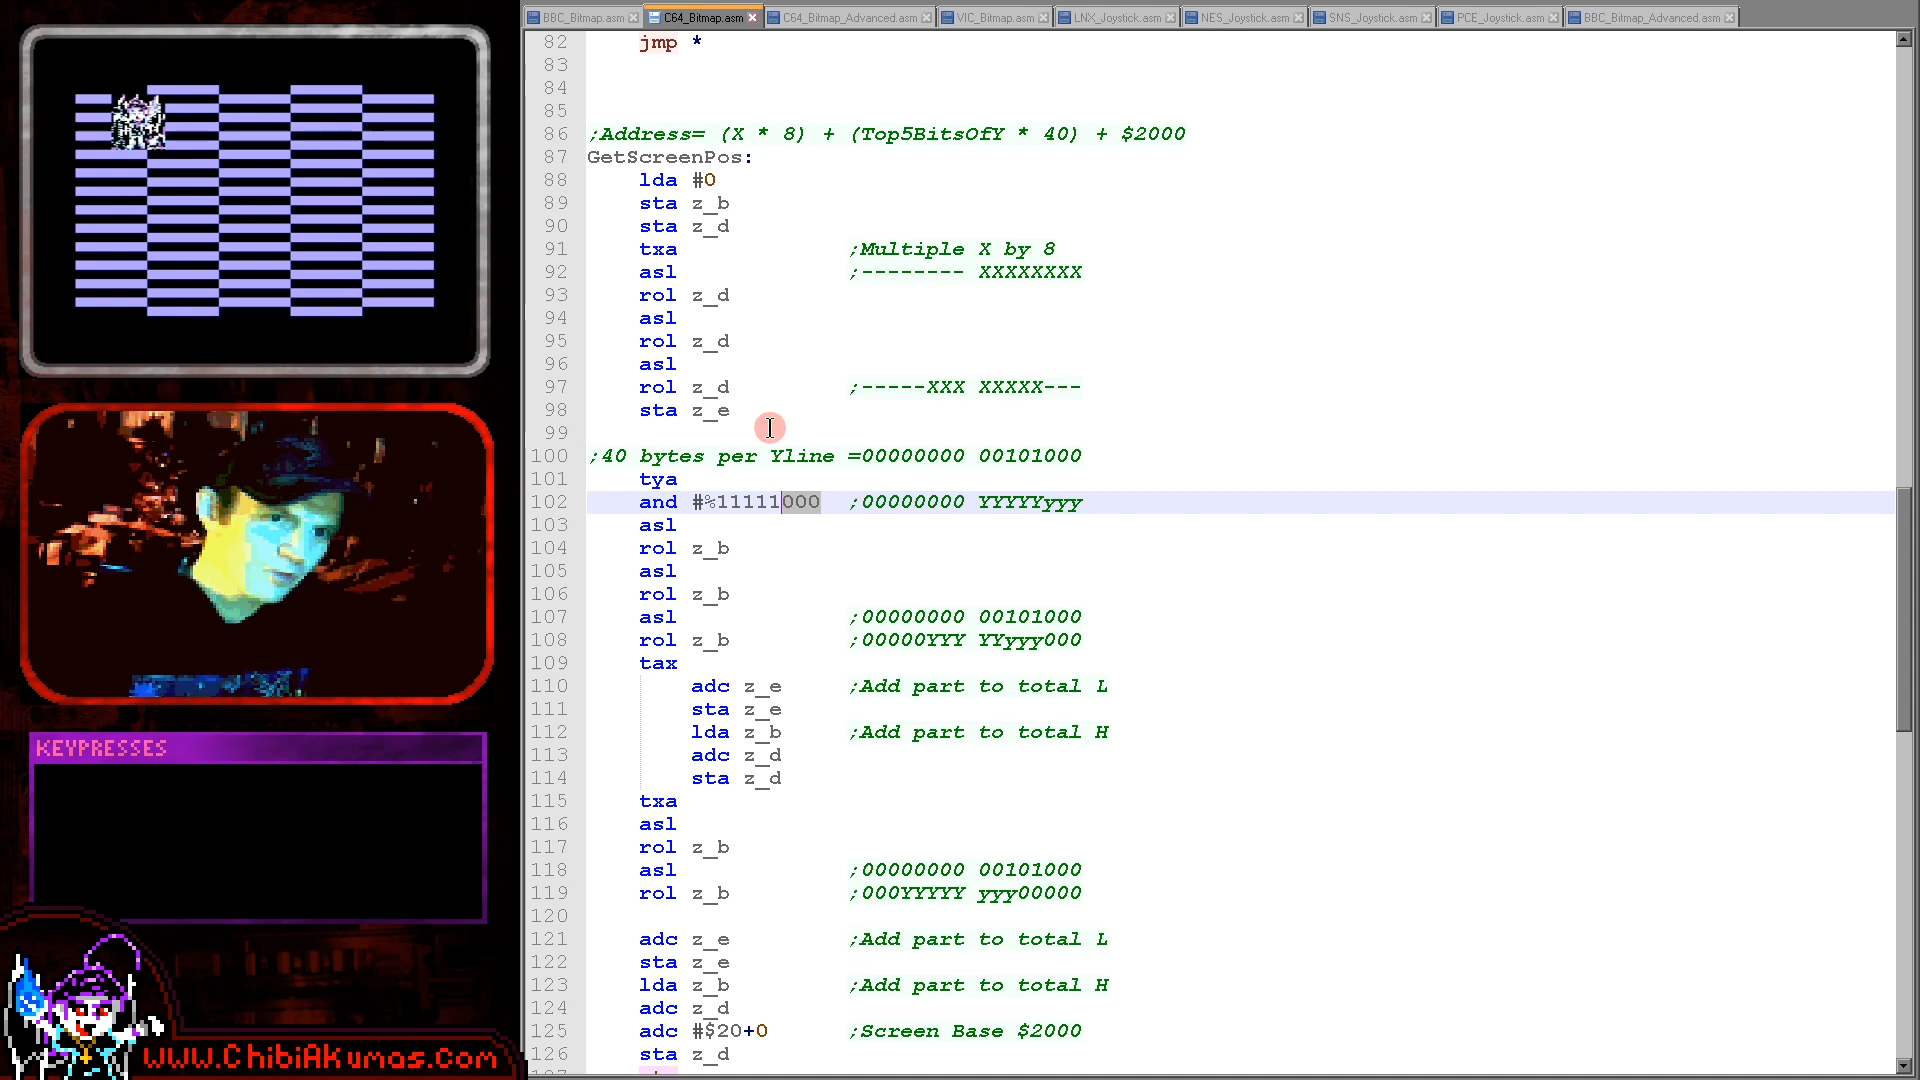 BBC_Bitmap.asm C64_Bitmap.asm C64_Bitmap_Advanced.asm VIC_Bitmap.asm LNX_Joystick.asm NES_Joystick.asm SNS_Joystick.asm PCE_Joystick.asm BBC_Bitmap_Advanced.asm
82 jmp *
83
84
85
86 ;Address= (X * 8) + (Top5BitsOfY * 40) + $2000
87 GetScreenPos:
88 lda #0
89 sta z_b
90 sta z_d
91 txa ;Multiple X by 8
92 asl ;-------- XXXXXXXX
93 rol z_d
94 asl
95 rol z_d
96 asl
97 rol z_d ;-----XXX XXXXX---
98 sta z_e
99
100 ;40 bytes per Yline =00000000 00101000
101 tya
102 and #%11111000 ;00000000 YYYYYyyy
103 asl
104 rol z_b
105 asl
106 rol z_b
107 asl ;00000000 00101000
108 rol z_b ;00000YYY YYyyy000
109 tax
110 adc z_e ;Add part to total L
111 sta z_e
112 lda z_b ;Add part to total H
113 adc z_d
114 sta z_d
115 txa
116 asl
117 rol z_b
118 asl ;00000000 00101000
119 rol z_b ;000YYYYY yyy00000
120
121 adc z_e ;Add part to total L
122 sta z_e
123 lda z_b ;Add part to total H
124 adc z_d
125 adc #$20+0 ;Screen Base $2000
126 sta z_d
KEYPRESSES
www.ChibiAkumas.com